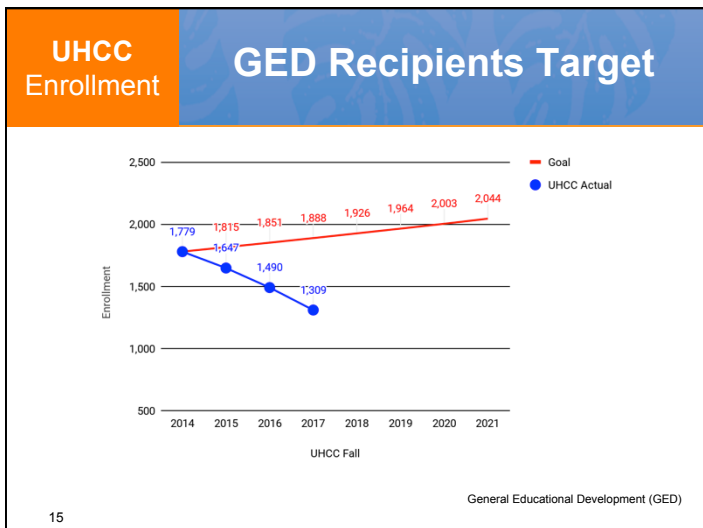 UHCC
Enrollment
GED Recipients Target
2,500
2,000
1,500
1,000
500
Enrollment
Goal
UHCC Actual
1,779
1,815
1,851
1,888
1,926
1,964
2,003
2,044
1,647
1,490
1,309
2014 2015 2016 2017 2018 2019 2020 2021
UHCC Fall
General Educational Development (GED)
15